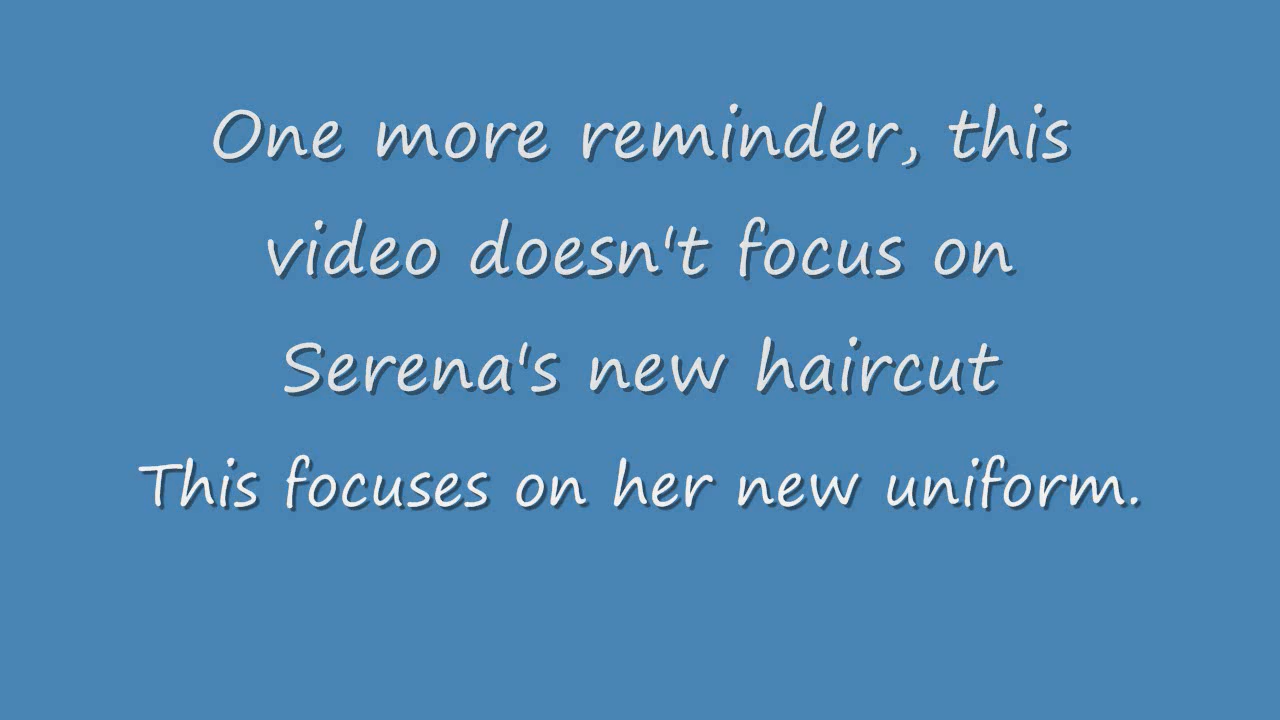 One more reminder, this
video doesn't focus on
Serena's new haircut
This focuses on her new uniform.